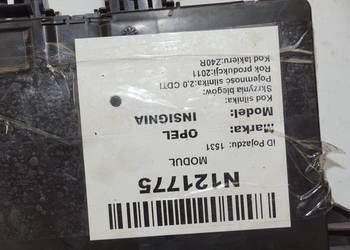 N121775
MODUL
ID Pojazdu: 1531
Marka: OPEL
Model: INSIGNIA
Kod silnika:
Skrzynia biegów:
Pojemność silnika: 2.0 CDTI
Rok produkcji: 2011
Kod lakieru: Z40R